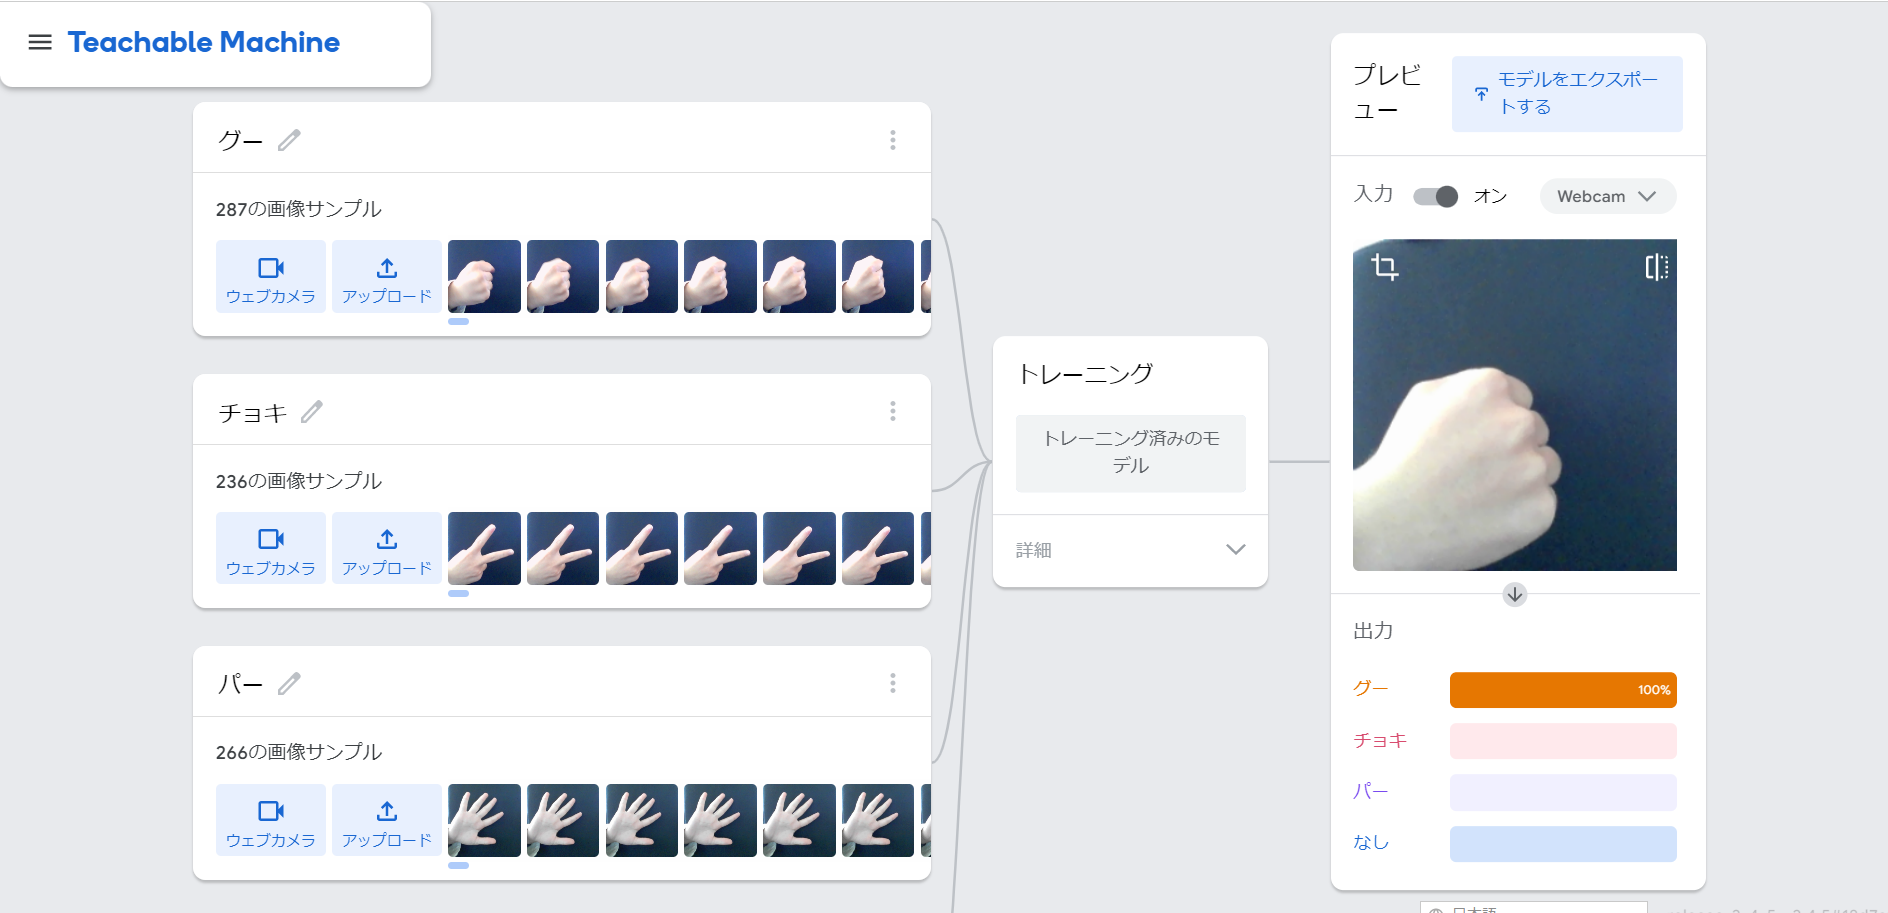 Teachable Machine
グー
287の画像サンプル
ウェブカメラ
アップロード
チョキ
236の画像サンプル
ウェブカメラ
アップロード
パー
266の画像サンプル
ウェブカメラ
アップロード
トレーニング
トレーニング済みのモ
デル
詳細
プレビ
ュー
モデルをエクスポー
トする
入力
オン
Webcam
出力
グー
100%
チョキ
パー
なし
日本語